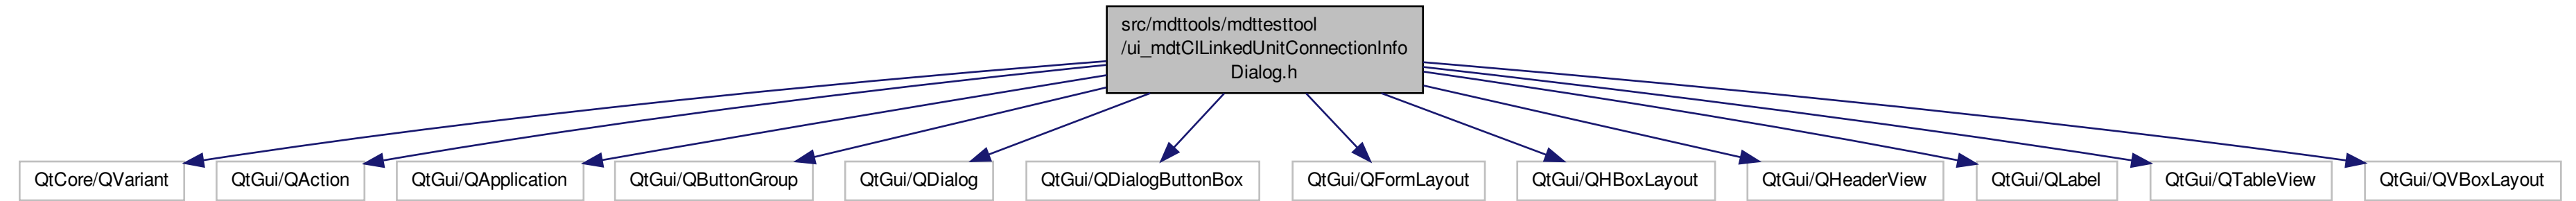 src/mdttools/mdttesttool
/ui_mdtClLinkedUnitConnectionInfo
Dialog.h
QtCore/QVariant
QtGui/QAction
QtGui/QApplication
QtGui/QButtonGroup
QtGui/QDialog
QtGui/QDialogButtonBox
QtGui/QFormLayout
QtGui/QHBoxLayout
QtGui/QHeaderView
QtGui/QLabel
QtGui/QTableView
QtGui/QVBoxLayout